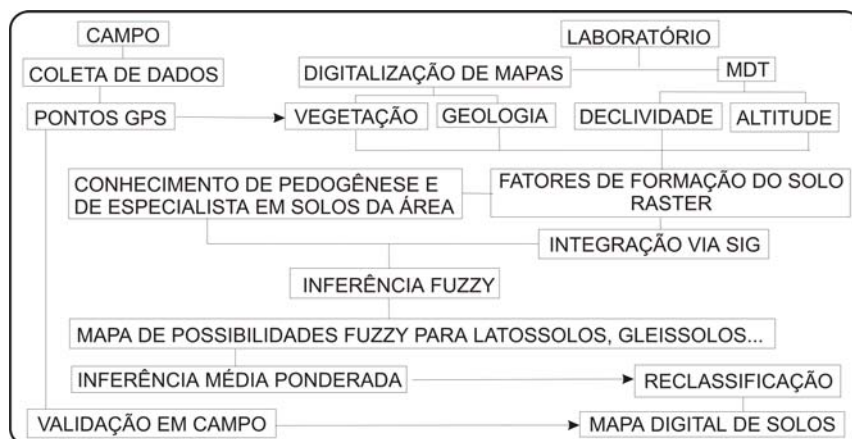 CAMPO
LABORATÓRIO
COLETA DE DADOS
DIGITALIZAÇÃO DE MAPAS
MDT
PONTOS GPS
VEGETAÇÃO
GEOLOGIA
DECLIVIDADE
ALTITUDE
CONHECIMENTO DE PEDOGÊNESE E
DE ESPECIALISTA EM SOLOS DA ÁREA
FATORES DE FORMAÇÃO DO SOLO
RASTER
INTEGRAÇÃO VIA SIG
INFERÊNCIA FUZZY
MAPA DE POSSIBILIDADES FUZZY PARA LATOSSOLOS, GLEISSOLOS...
INFERÊNCIA MÉDIA PONDERADA
RECLASSIFICAÇÃO
VALIDAÇÃO EM CAMPO
MAPA DIGITAL DE SOLOS